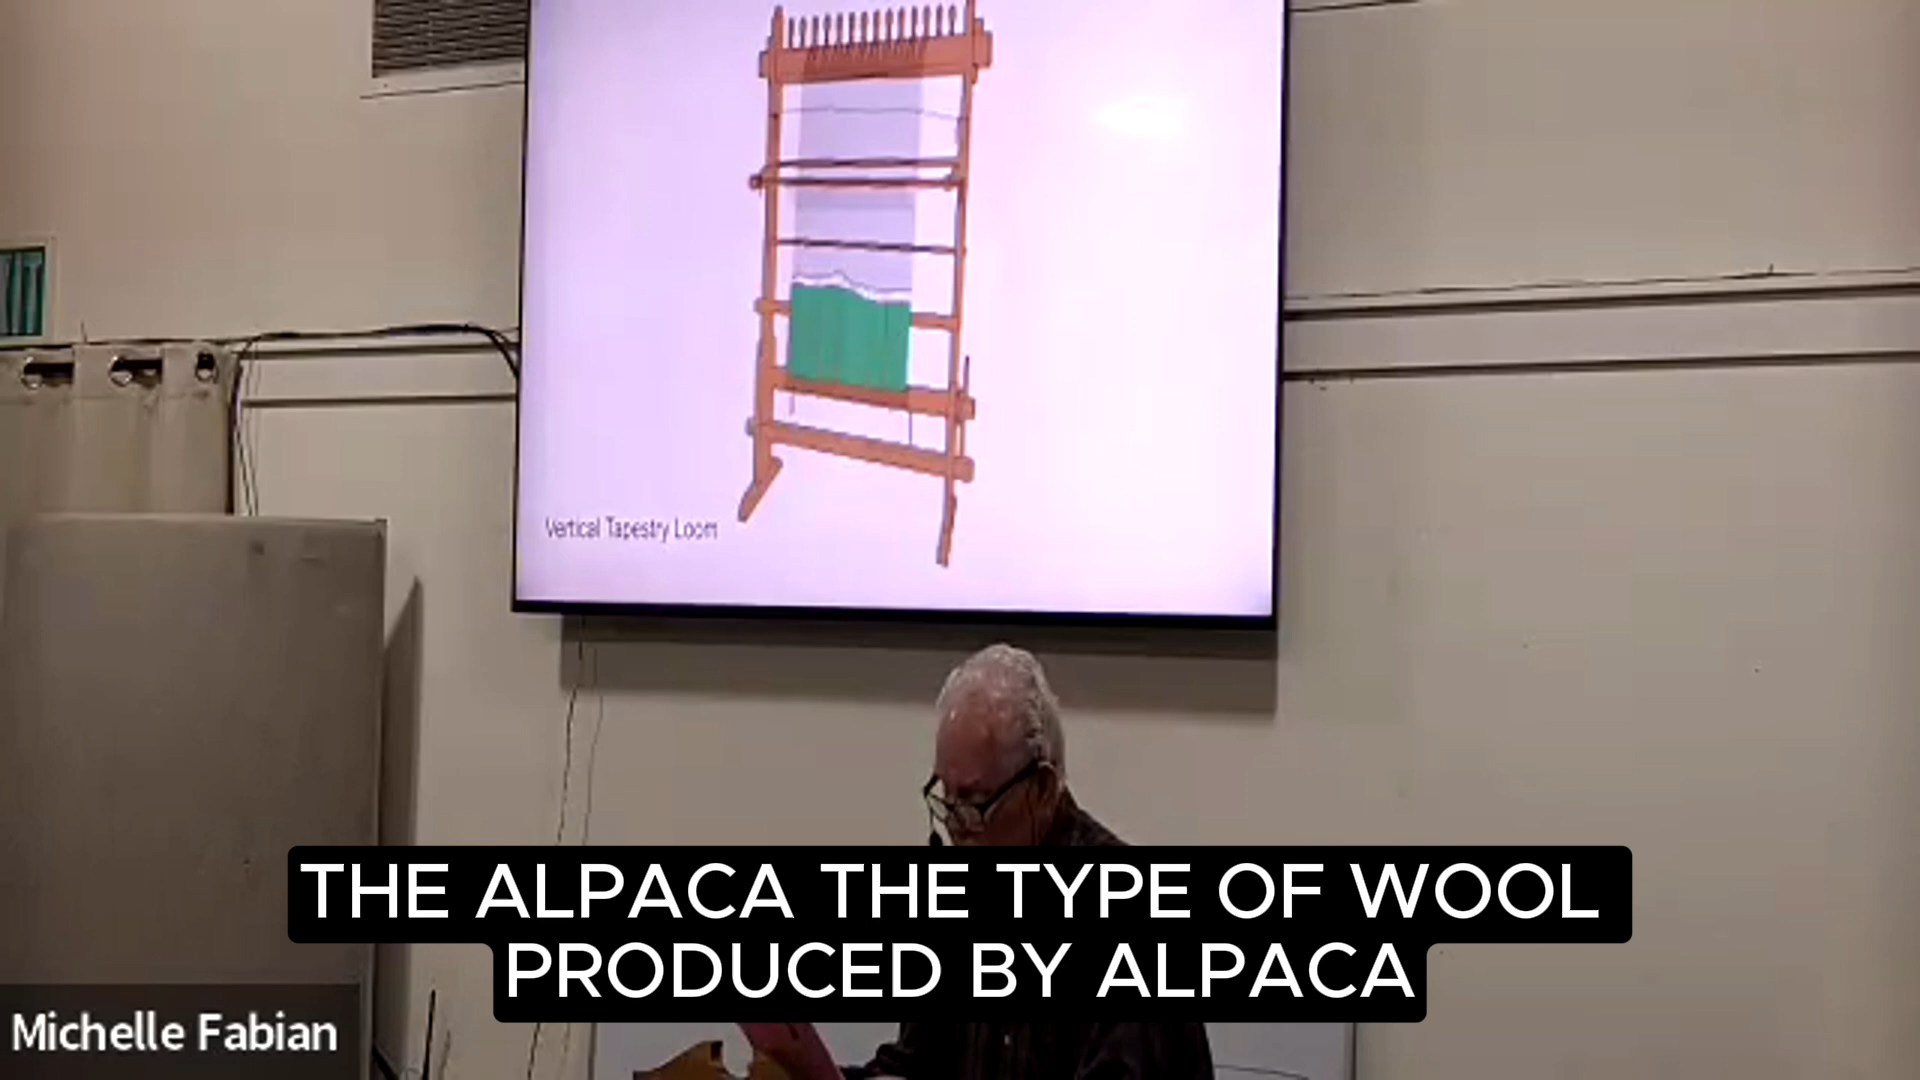 Vertical Tapestry Loom
THE ALPACA THE TYPE OF WOOL
PRODUCED BY ALPACA
Michelle Fabian